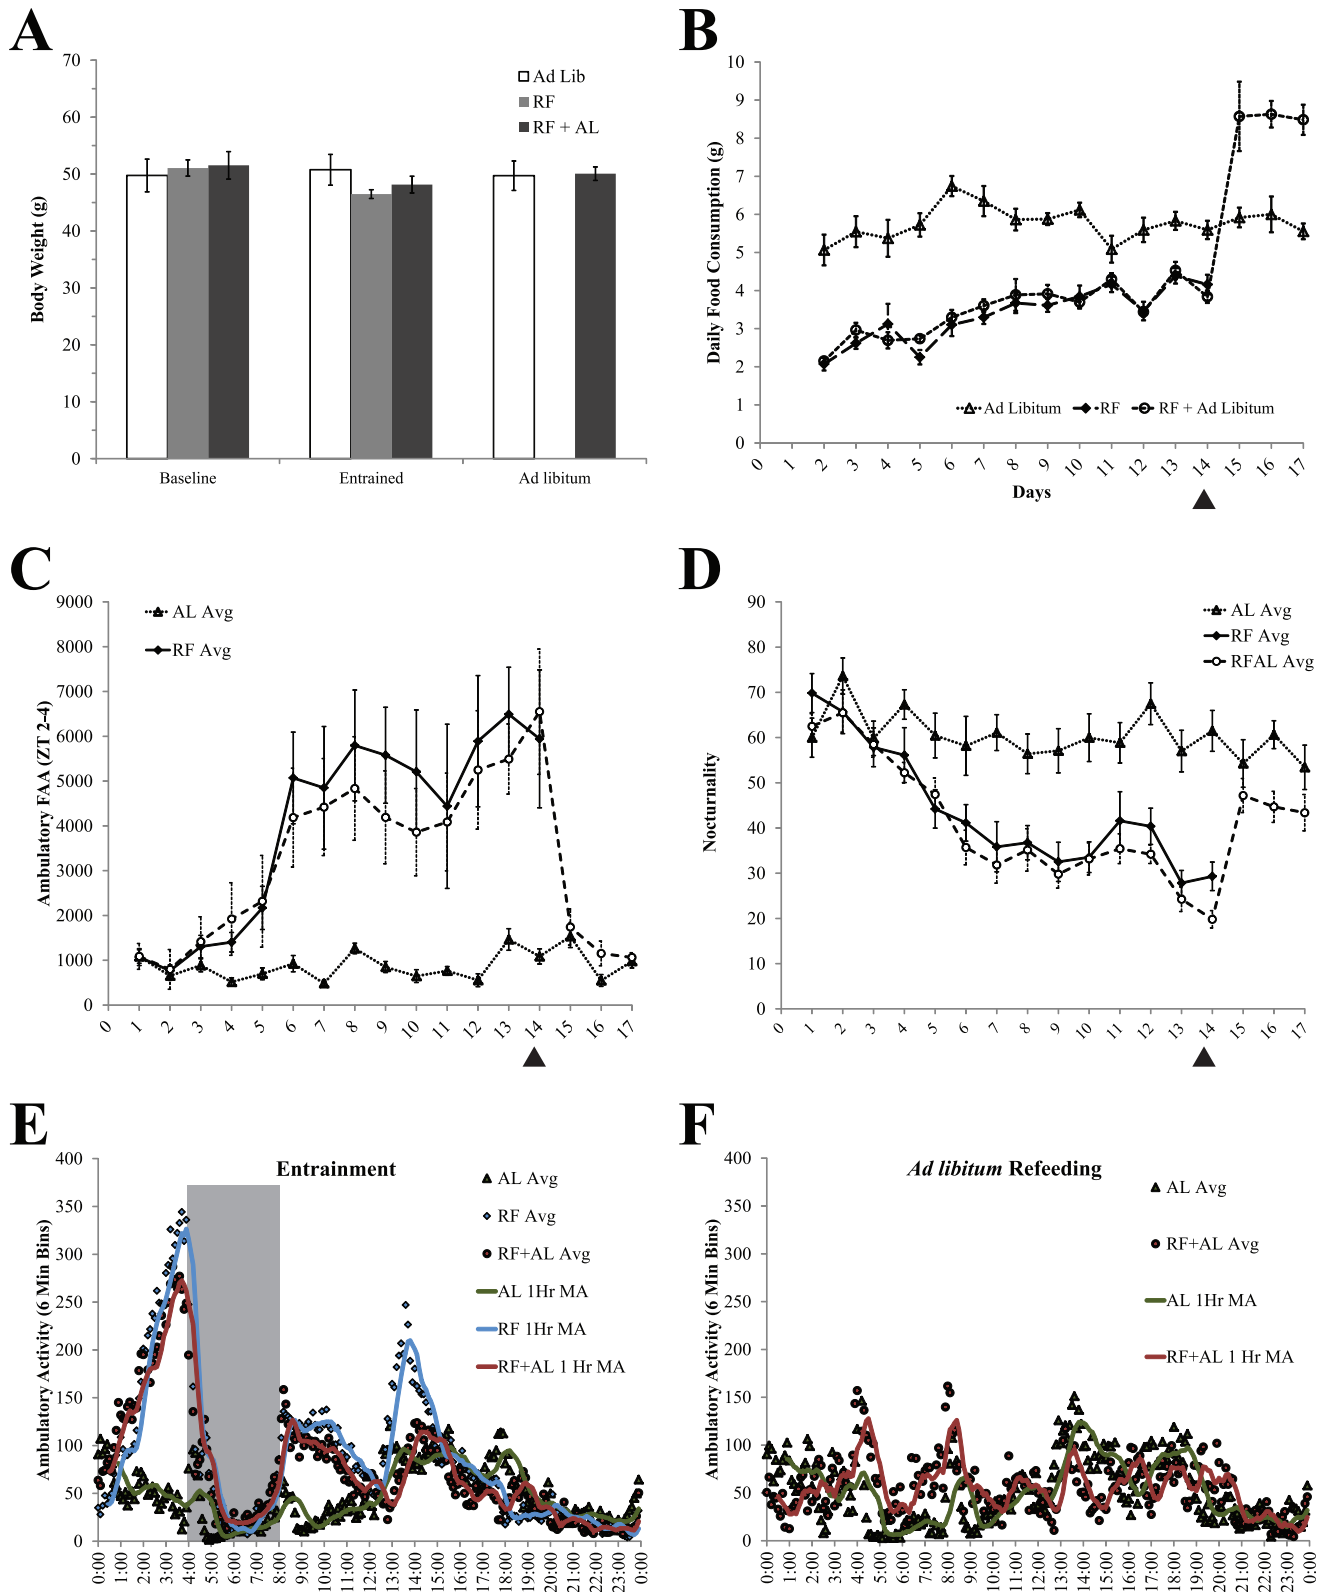 A
Body Weight (g)
70
60
50
40
30
20
10
0
Ad Lib
RF
RF + AL
Baseline
Entrained
Ad libitum
B
Daily Food Consumption (g)
10
9
8
7
6
5
4
3
2
1
0
Ad Libitum
RF
RF + Ad Libitum
0 1 2 3 4 5 6 7 8 9 10 11 12 13 14 15 16 17
Days
C
Ambulatory FAA (ZT 2-4)
9000
8000
7000
6000
5000
4000
3000
2000
1000
0
AL Avg
RF Avg
0 1 2 3 4 5 6 7 8 9 10 11 12 13 14 15 16 17
D
Nocturnality
90
80
70
60
50
40
30
20
10
0
AL Avg
RF Avg
RFAL Avg
0 1 2 3 4 5 6 7 8 9 10 11 12 13 14 15 16 17
E
Entrainment
Ambulatory Activity (6 Min Bins)
400
350
300
250
200
150
100
50
0
AL Avg
RF Avg
RF+AL Avg
AL 1Hr MA
RF 1Hr MA
RF+AL 1 Hr MA
0:00 1:00 2:00 3:00 4:00 5:00 6:00 7:00 8:00 9:00 10:00 11:00 12:00 13:00 14:00 15:00 16:00 17:00 18:00 19:00 20:00 21:00 22:00 23:00 0:00
F
Ad libitum Refeeding
Ambulatory Activity (6 Min Bins)
400
350
300
250
200
150
100
50
0
AL Avg
RF+AL Avg
AL 1Hr MA
RF+AL 1 Hr MA
0:00 1:00 2:00 3:00 4:00 5:00 6:00 7:00 8:00 9:00 10:00 11:00 12:00 13:00 14:00 15:00 16:00 17:00 18:00 19:00 20:00 21:00 22:00 23:00 0:00